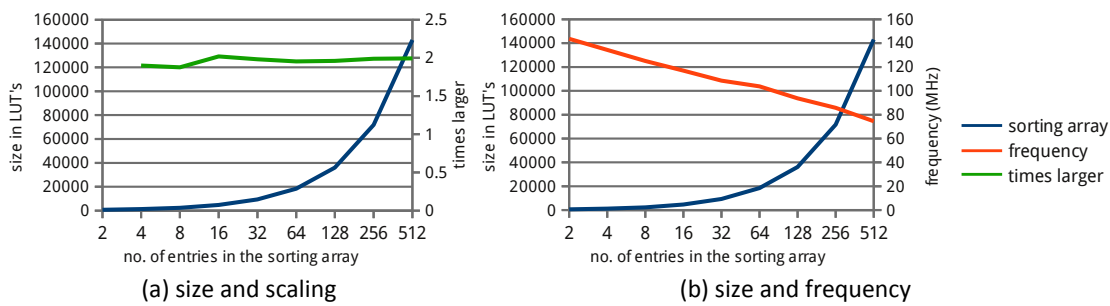 160000
140000
120000
100000
80000
60000
40000
20000
0
size in LUT's
2.5
2
1.5
1
0.5
0
times larger
2 4 8 16 32 64 128 256 512
no. of entries in the sorting array
(a) size and scaling
160000
140000
120000
100000
80000
60000
40000
20000
0
size in LUT's
160
140
120
100
80
60
40
20
0
frequency (MHz)
2 4 8 16 32 64 128 256 512
no. of entries in the sorting array
(b) size and frequency
sorting array
frequency
times larger